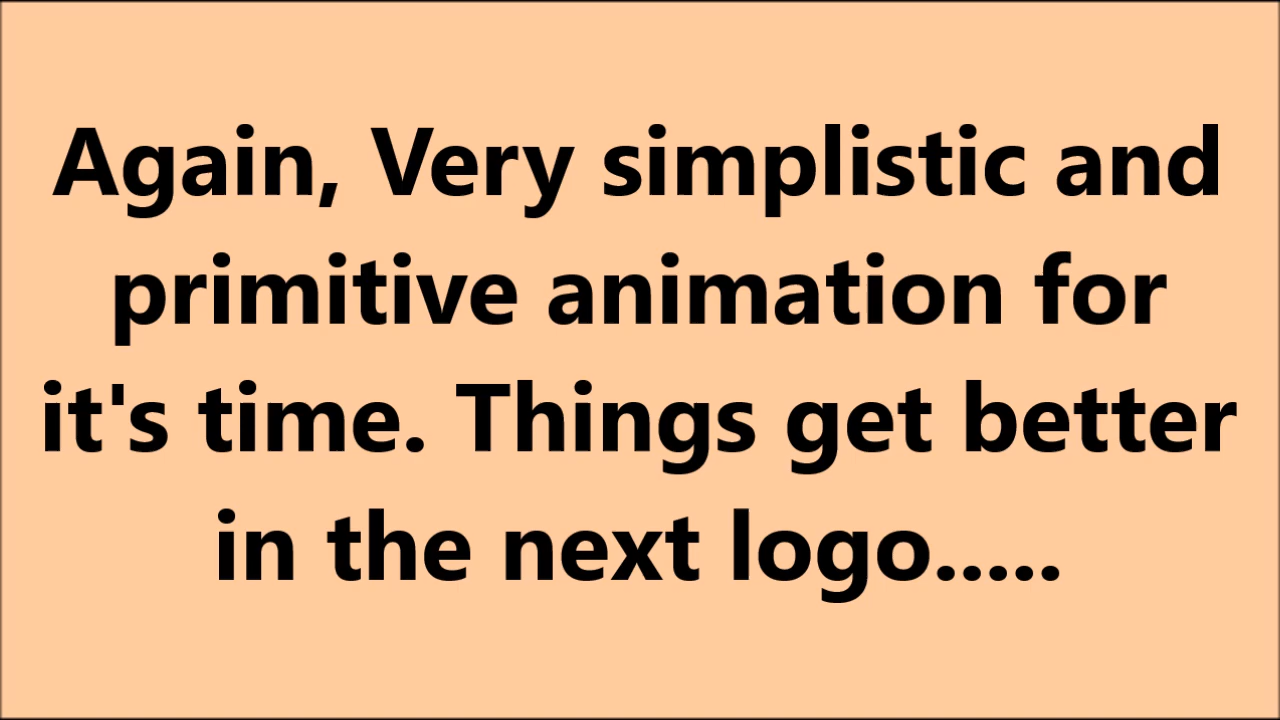 Again, Very simplistic and
primitive animation for
it's time. Things get better
in the next logo.....